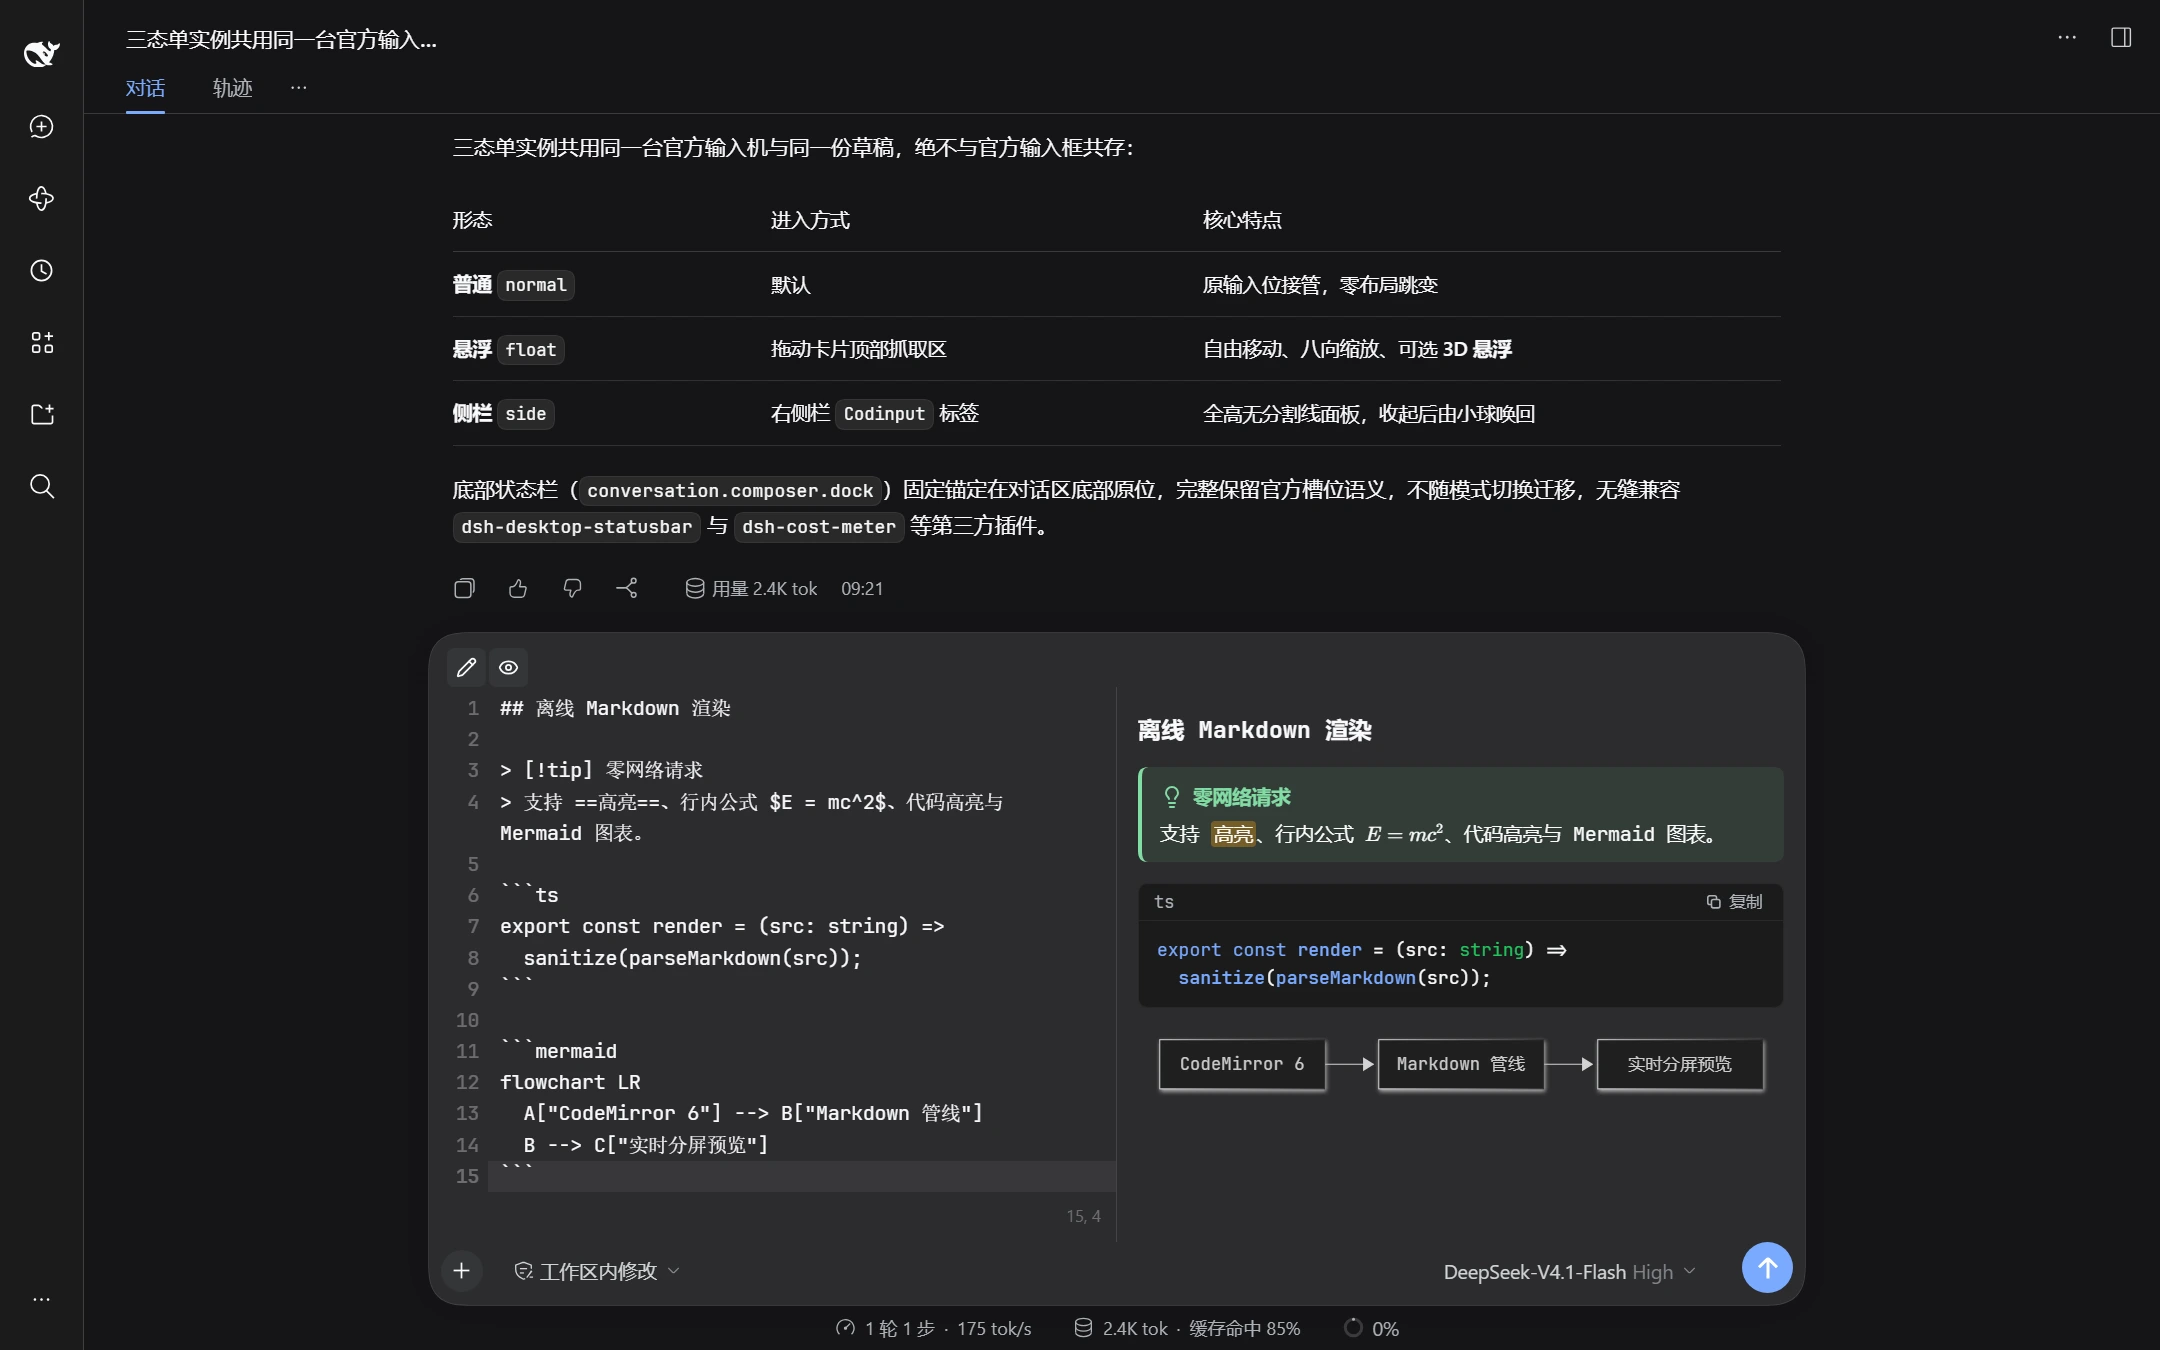 三态单实例共用同一台官方输入...
对话 轨迹 ...
三态单实例共用同一台官方输入机与同一份草稿，绝不与官方输入框共存：
形态 进入方式 核心特点
普通 normal 默认 原输入位接管，零布局跳变
悬浮 float 拖动卡片顶部抓取区 自由移动、八向缩放、可选 3D 悬浮
侧栏 side 右侧栏 Codinput 标签 全高无分割线面板，收起后由小球唤回
底部状态栏（conversation.composer.dock）固定锚定在对话区底部原位，完整保留官方槽位语义，不随模式切换迁移，无缝兼容
dsh-desktop-statusbar 与 dsh-cost-meter 等第三方插件。
用量 2.4K tok 09:21
1 ## 离线 Markdown 渲染
2
3 > [!tip] 零网络请求
4 > 支持 ==高亮==、行内公式 $E = mc^2$、代码高亮与
Mermaid 图表。
5
6 ```ts
7 export const render = (src: string) =>
8   sanitize(parseMarkdown(src));
9 ```
10
11 ```mermaid
12 flowchart LR
13   A["CodeMirror 6"] --> B["Markdown 管线"]
14   B --> C["实时分屏预览"]
15 ```
15, 4
离线 Markdown 渲染
零网络请求
支持 高亮、行内公式 E = mc²、代码高亮与 Mermaid 图表。
ts 复制
export const render = (src: string) =>
  sanitize(parseMarkdown(src));
CodeMirror 6 Markdown 管线 实时分屏预览
工作区内修改 DeepSeek-V4.1-Flash High
1 轮 1 步 · 175 tok/s 2.4K tok · 缓存命中 85% 0%